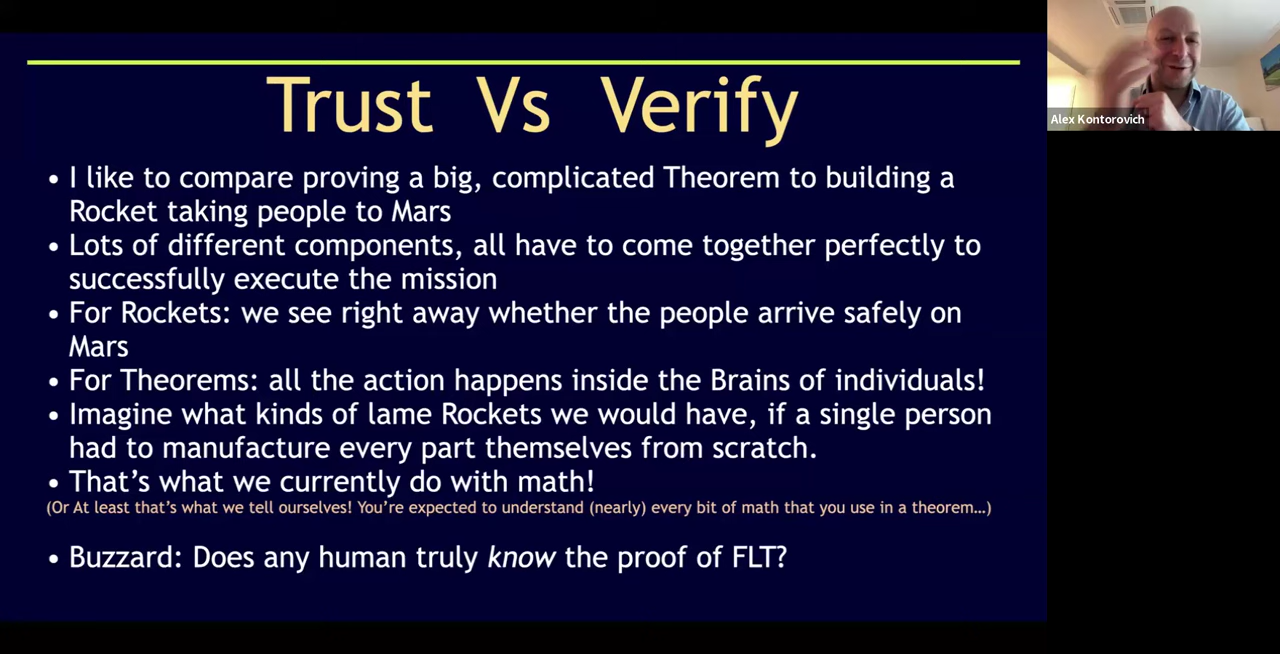 Trust Vs Verify
• I like to compare proving a big, complicated Theorem to building a
Rocket taking people to Mars
• Lots of different components, all have to come together perfectly to
successfully execute the mission
• For Rockets: we see right away whether the people arrive safely on
Mars
• For Theorems: all the action happens inside the Brains of individuals!
• Imagine what kinds of lame Rockets we would have, if a single person
had to manufacture every part themselves from scratch.
• That's what we currently do with math!
(Or At least that's what we tell ourselves! You're expected to understand (nearly) every bit of math that you use in a theorem…)
• Buzzard: Does any human truly know the proof of FLT?
Alex Kontorovich